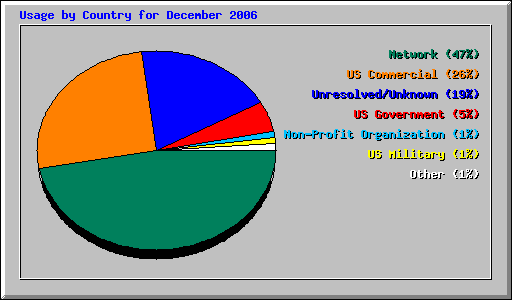 Usage by Country for December 2006
Network (47%)
US Commercial (26%)
Unresolved/Unknown (19%)
US Government (5%)
Non-Profit Organization (1%)
US Military (1%)
Other (1%)